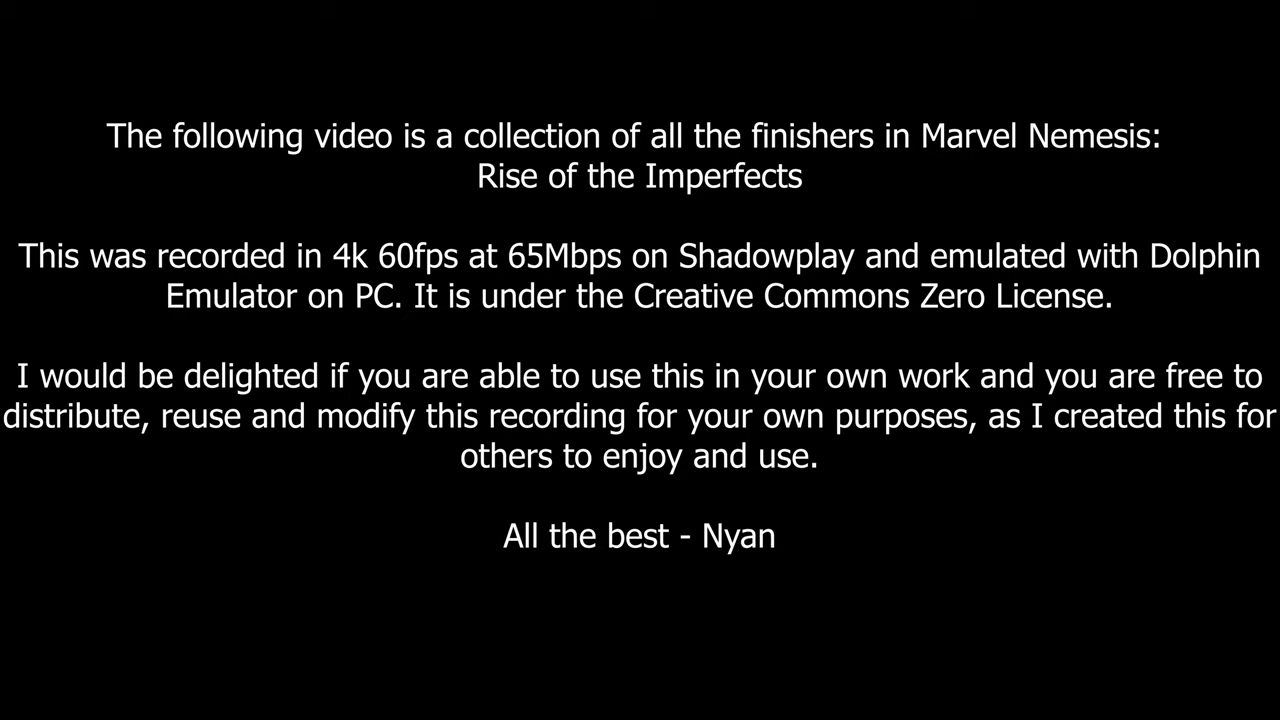 The following video is a collection of all the finishers in Marvel Nemesis:
Rise of the Imperfects
This was recorded in 4k 60fps at 65Mbps on Shadowplay and emulated with Dolphin
Emulator on PC. It is under the Creative Commons Zero License.
I would be delighted if you are able to use this in your own work and you are free to
distribute, reuse and modify this recording for your own purposes, as I created this for
others to enjoy and use.
All the best - Nyan